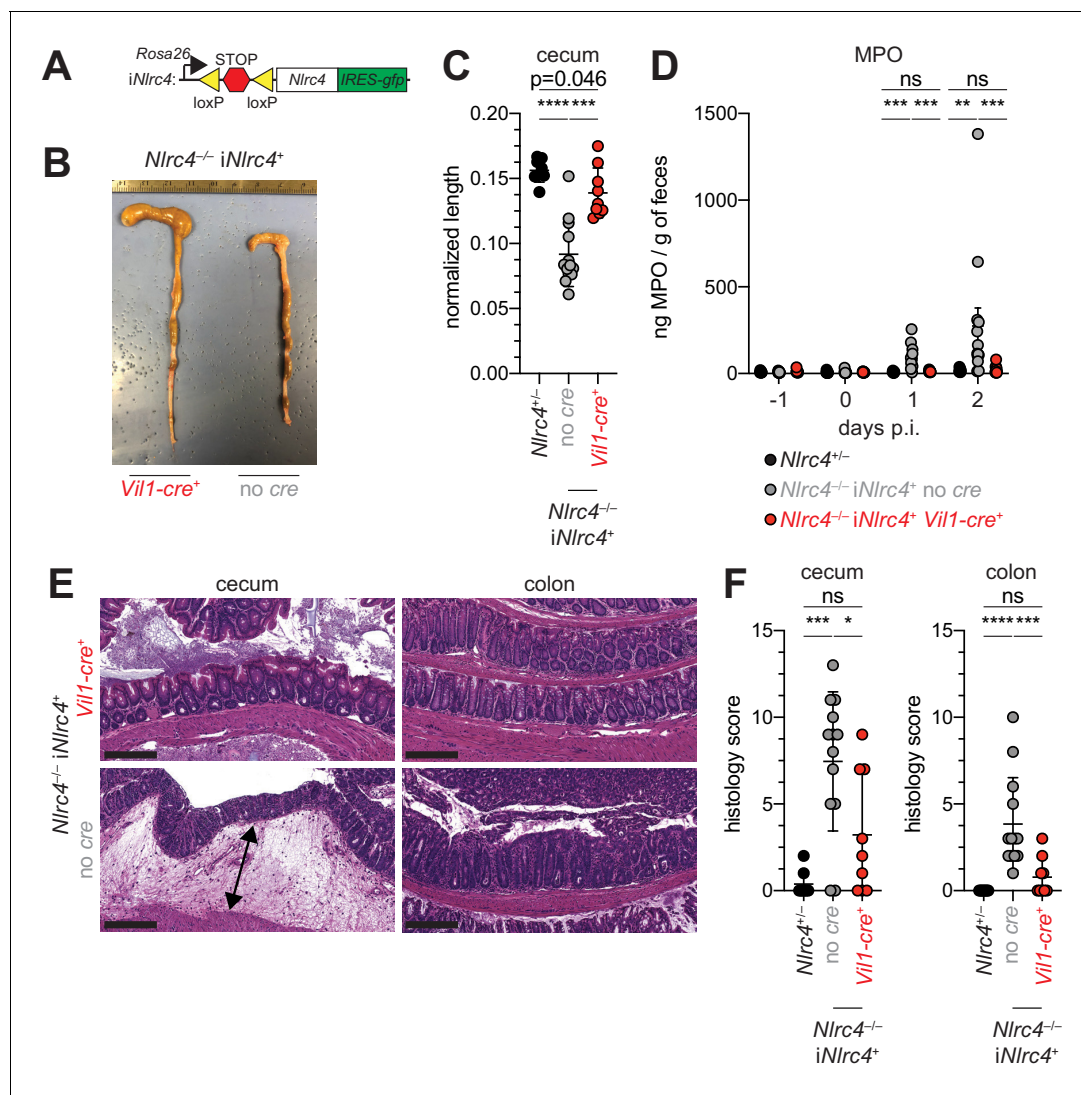 A
Rosa26
STOP
iNlrc4:
Nlrc4
IRES-gfp
loxP
loxP
B
Nlrc4–/– iNlrc4+
Vil1-cre+
no cre
C
cecum
p=0.046
**** ***
normalized length
0.20
0.15
0.10
0.05
0.00
Nlrc4+/–
no cre
Vil1-cre+
Nlrc4–/–
iNlrc4+
D
MPO
ns
ns
*** ***
** ***
ng MPO / g of feces
1500
1000
500
0
-1
0
1
2
days p.i.
Nlrc4+/–
Nlrc4–/– iNlrc4+ no cre
Nlrc4–/– iNlrc4+ Vil1-cre+
E
cecum
colon
Nlrc4–/– iNlrc4+
Vil1-cre+
no cre
F
cecum
ns
*** *
histology score
15
10
5
0
Nlrc4+/–
no cre
Vil1-cre+
Nlrc4–/–
iNlrc4+
colon
ns
**** ***
histology score
15
10
5
0
Nlrc4+/–
no cre
Vil1-cre+
Nlrc4–/–
iNlrc4+